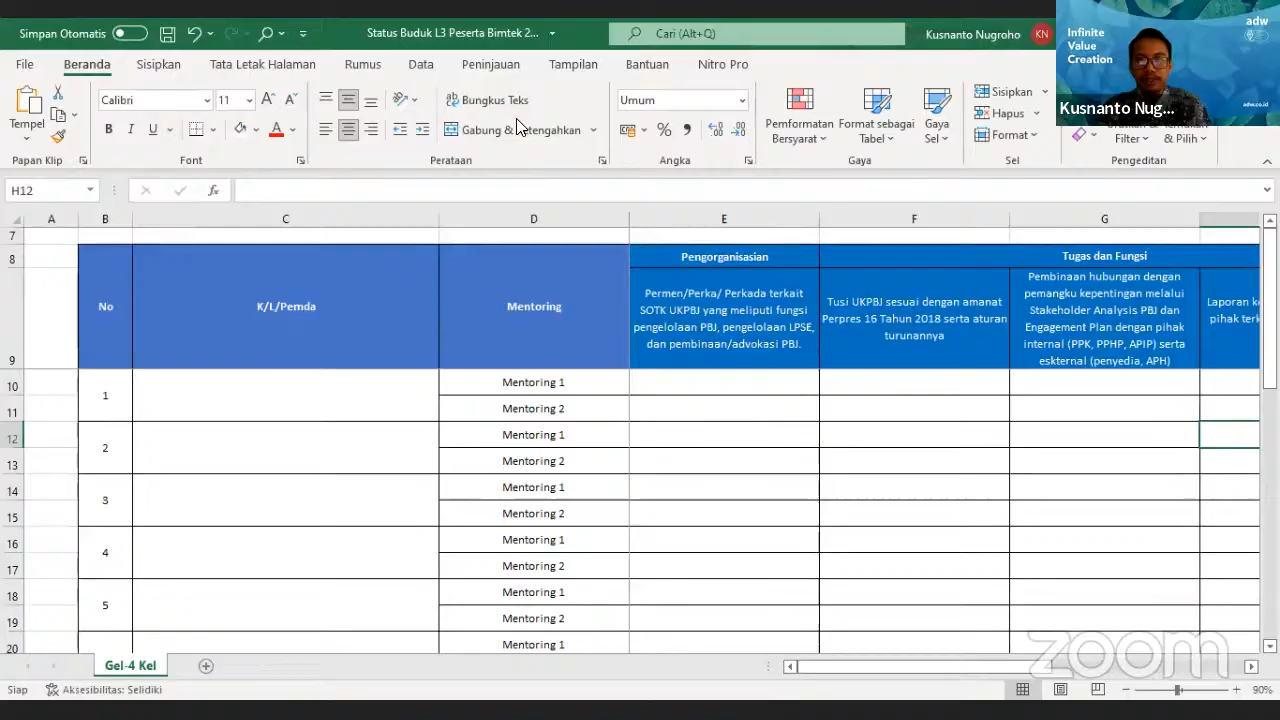 Simpan Otomatis
Status Buduk L3 Peserta Bimtek 2...
Cari (Alt+Q)
Kusnanto Nugroho
KN
adw
Infinite
Value
Creation
adw.co.id
Kusnanto Nug...
File
Beranda
Sisipkan
Tata Letak Halaman
Rumus
Data
Peninjauan
Tampilan
Bantuan
Nitro Pro
Tempel
Calibri
11
B I U
Bungkus Teks
Gabung &
Umum
Pemformatan
Bersyarat
Format sebagai
Tabel
Gaya
Sel
Sisipkan
Hapus
Format
Filter
& Pilih
Papan Klip
Font
Perataan
Angka
Gaya
Sel
Pengeditan
H12
fx
A B C D E F G
7
8
9
No
K/L/Pemda
Mentoring
Pengorganisasian
Tugas dan Fungsi
Permen/Perka/ Perkada terkait
SOTK UKPBJ yang meliputi fungsi
pengelolaan PBJ, pengelolaan LPSE,
dan pembinaan/advokasi PBJ.
Tusi UKPBJ sesuai dengan amanat
Perpres 16 Tahun 2018 serta aturan
turunannya
Pembinaan hubungan dengan
pemangku kepentingan melalui
Stakeholder Analysis PBJ dan
Engagement Plan dengan pihak
internal (PPK, PPHP, APIP) serta
eskternal (penyedia, APH)
Laporan
pihak
10
1
Mentoring 1
11
Mentoring 2
12
2
Mentoring 1
13
Mentoring 2
14
3
Mentoring 1
15
Mentoring 2
16
4
Mentoring 1
17
Mentoring 2
18
5
Mentoring 1
19
Mentoring 2
20
Mentoring 1
Gel-4 Kel
zoom
Siap
Aksesibilitas: Selidiki
90%